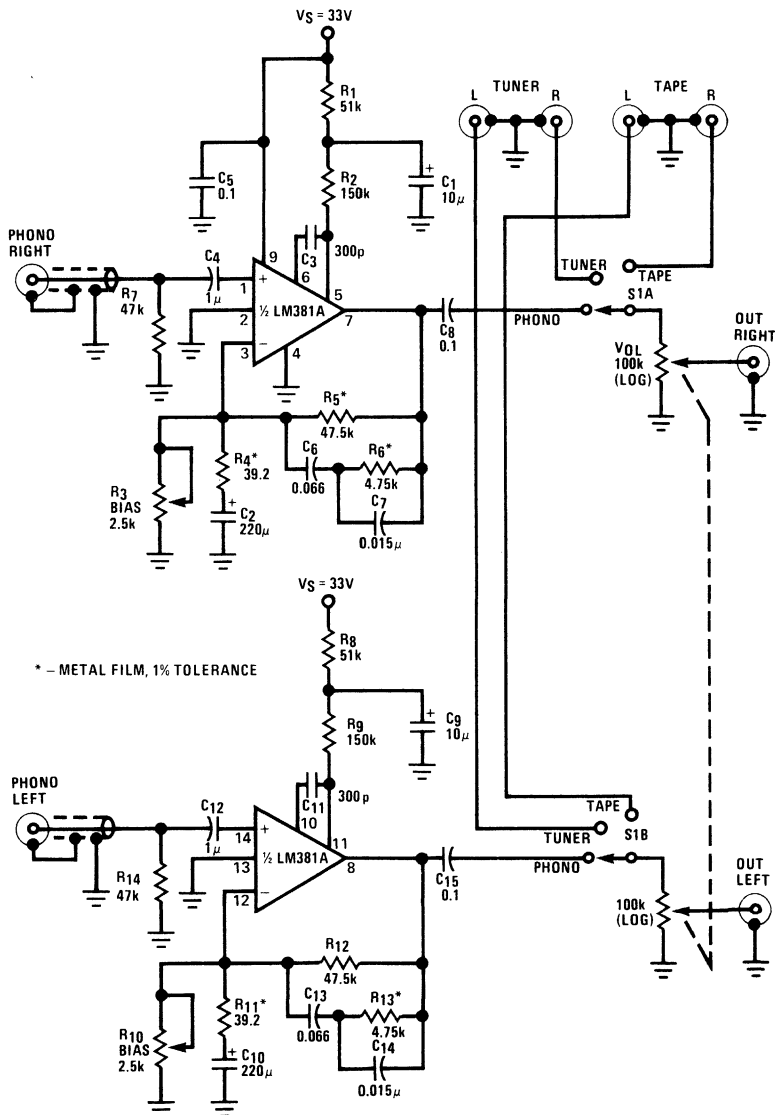 VS = 33V
R1
51k
L TUNER R
L TAPE R
R2
150k
C5
0.1
C1
10μ
+
PHONO
RIGHT
C4
1μ
R7
47k
C3
300p
9
6
5
1
+
2
½ LM381A
7
–
3
4
C8
0.1
TUNER
TAPE
S1A
PHONO
VOL
100k
(LOG)
OUT
RIGHT
R5*
47.5k
R4*
39.2
C6
0.066
R6*
4.75k
C7
0.015μ
R3
BIAS
2.5k
+
C2
220μ
VS = 33V
R8
51k
* – METAL FILM, 1% TOLERANCE
R9
150k
+
C9
10μ
PHONO
LEFT
C12
1μ
R14
47k
C11
300p
10
11
14
+
13
½ LM381A
8
–
12
C15
0.1
TAPE
TUNER
S1B
PHONO
100k
(LOG)
OUT
LEFT
R12
47.5k
R11*
39.2
C13
0.066
R13*
4.75k
C14
0.015μ
R10
BIAS
2.5k
+
C10
220μ